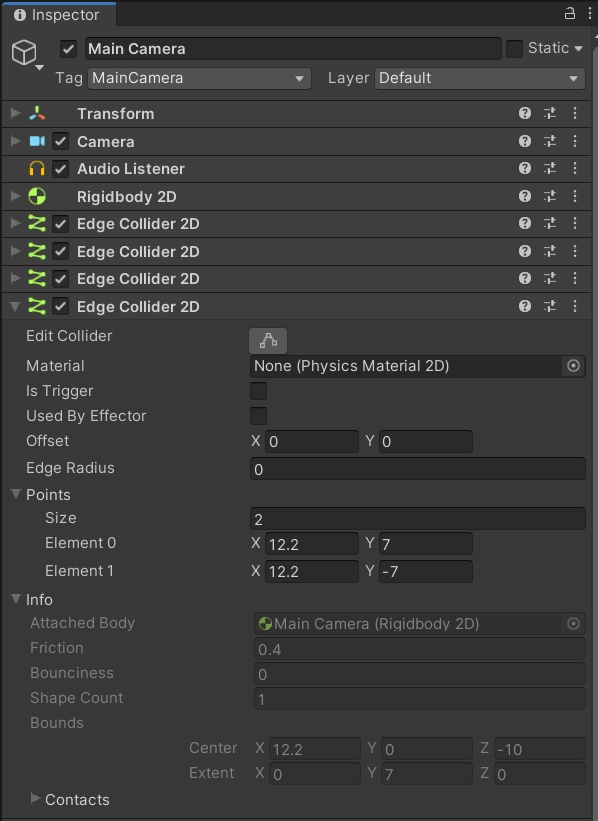 Inspector
Main Camera Static
Tag MainCamera Layer Default
Transform
Camera
Audio Listener
Rigidbody 2D
Edge Collider 2D
Edge Collider 2D
Edge Collider 2D
Edge Collider 2D
Edit Collider
Material None (Physics Material 2D)
Is Trigger
Used By Effector
Offset X 0 Y 0
Edge Radius 0
Points
Size 2
Element 0 X 12.2 Y 7
Element 1 X 12.2 Y -7
Info
Attached Body Main Camera (Rigidbody 2D)
Friction 0.4
Bounciness 0
Shape Count 1
Bounds
Center X 12.2 Y 0 Z -10
Extent X 0 Y 7 Z 0
Contacts